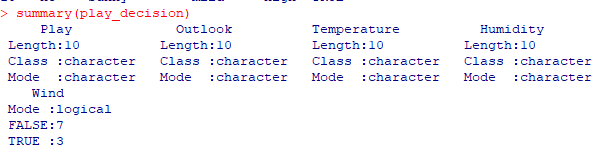 > summary(play_decision)
Play Outlook Temperature Humidity
Length:10 Length:10 Length:10 Length:10
Class :character Class :character Class :character Class :character
Mode :character Mode :character Mode :character Mode :character
Wind
Mode :logical
FALSE:7
TRUE :3